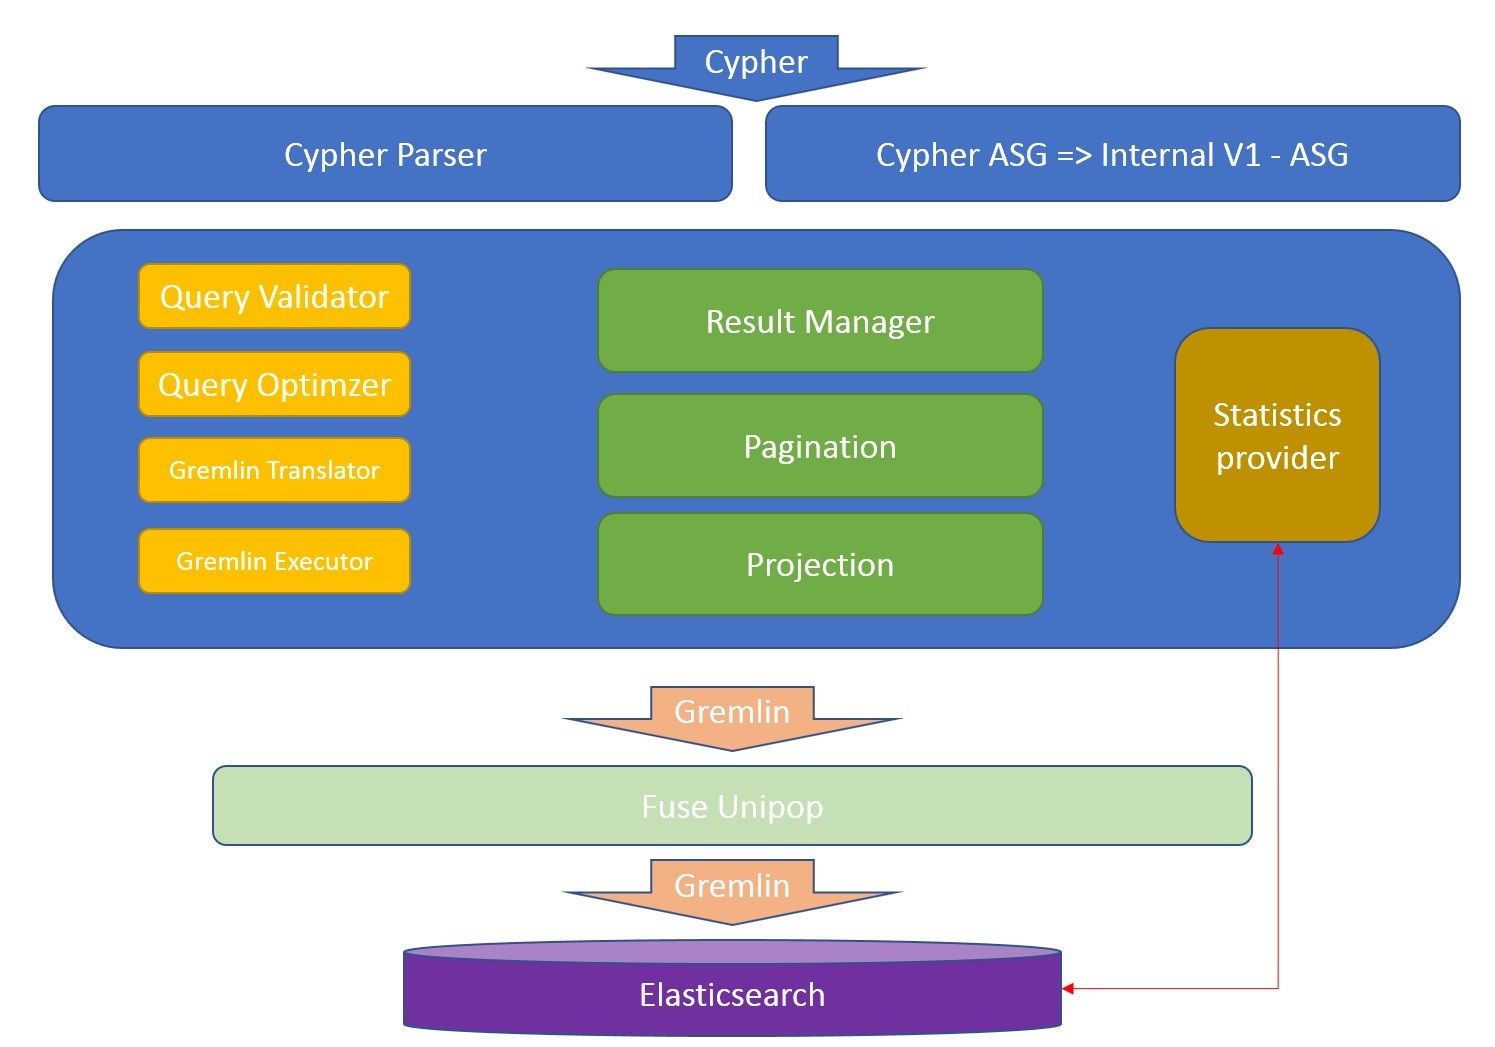 Cypher
Cypher Parser
Cypher ASG => Internal V1 - ASG
Query Validator
Query Optimzer
Gremlin Translator
Gremlin Executor
Result Manager
Pagination
Projection
Statistics
provider
Gremlin
Fuse Unipop
Gremlin
Elasticsearch